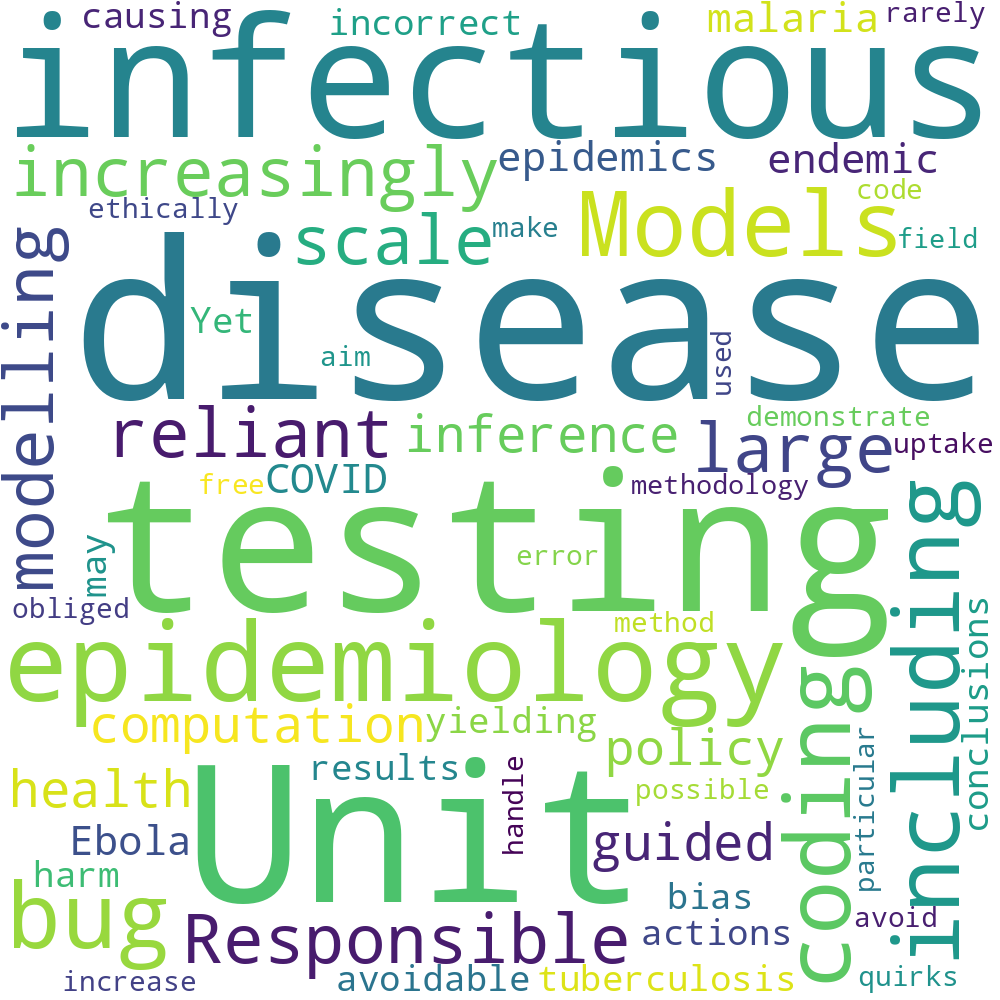 causing
incorrect
malaria
rarely
infectious
increasingly
epidemics
endemic
ethically
scale
make
Models
code
field
modelling
disease
Yet
aim
used
reliant
inference
large
demonstrate
uptake
free
COVID
methodology
testing
error
may
obliged
including
epidemiology
method
conclusions
computation
yielding
coding
policy
health
results
handle
possible
particular
Ebola
Unit
guided
harm
bug
Responsible
bias
actions
avoid
increase
avoidable
tuberculosis
quirks